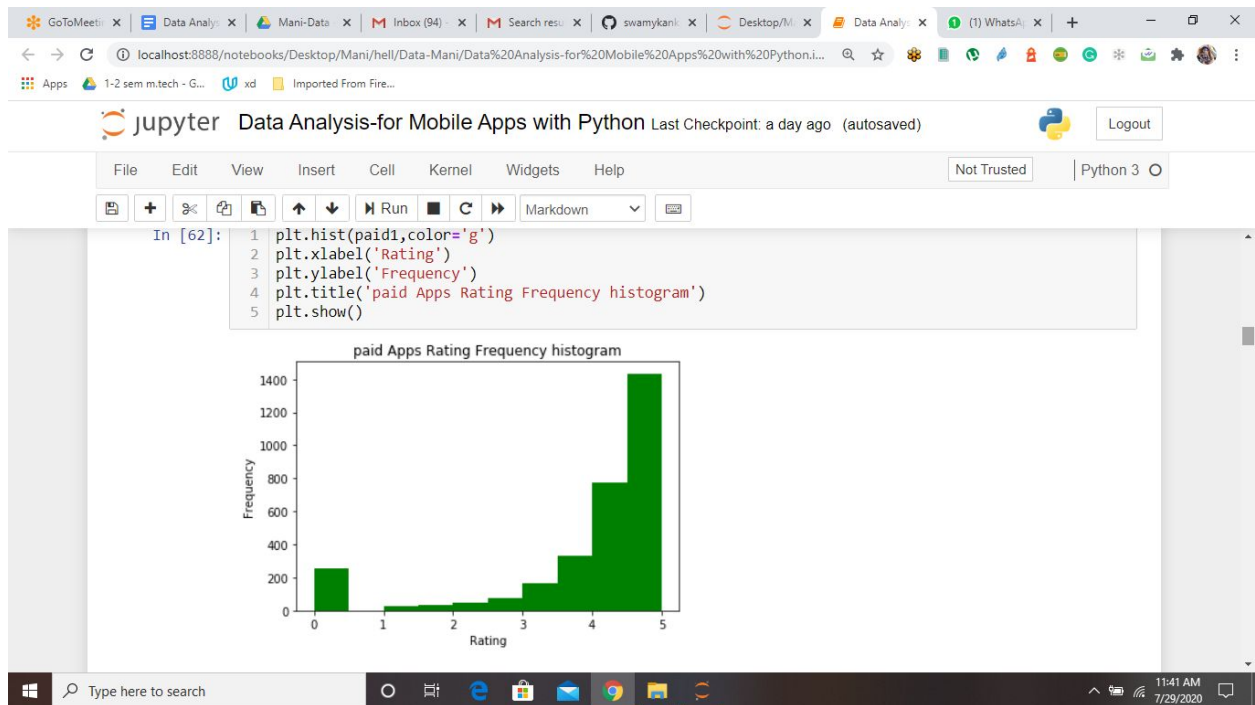 GoToMeetin
Data Analys
Mani-Data
Inbox (94) -
Search resu
swamykank
Desktop/Ma
Data Analys
(1) WhatsAp
localhost:8888/notebooks/Desktop/Mani/hell/Data-Mani/Data%20Analysis-for%20Mobile%20Apps%20with%20Python.i...
Apps
1-2 sem m.tech - G...
xd
Imported From Fire...
jupyter Data Analysis-for Mobile Apps with Python Last Checkpoint: a day ago (autosaved)
Logout
File Edit View Insert Cell Kernel Widgets Help
Not Trusted
Python 3
Run
Markdown
In [62]:
1 plt.hist(paid1,color='g')
2 plt.xlabel('Rating')
3 plt.ylabel('Frequency')
4 plt.title('paid Apps Rating Frequency histogram')
5 plt.show()
paid Apps Rating Frequency histogram
1400
1200
1000
800
600
400
200
0
Frequency
0 1 2 3 4 5
Rating
Type here to search
11:41 AM
7/29/2020